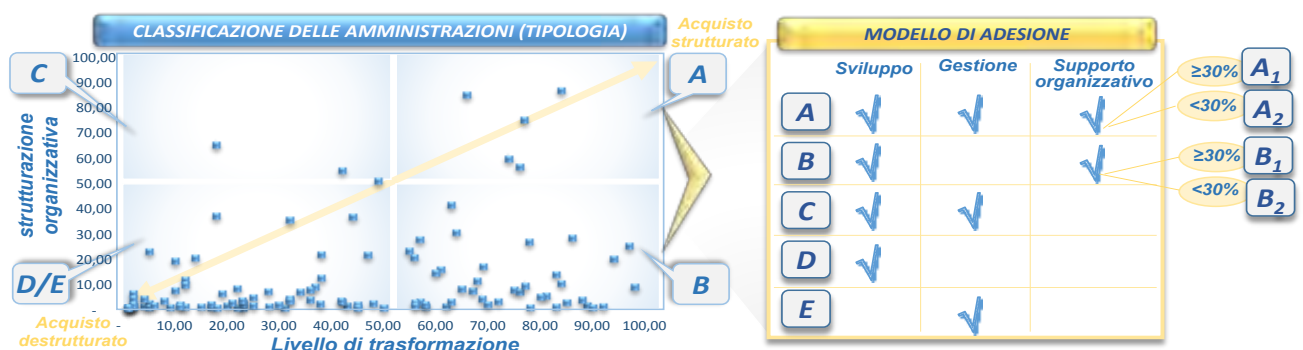 CLASSIFICAZIONE DELLE AMMINISTRAZIONI (TIPOLOGIA)
Acquisto
strutturato
strutturazione
organizzativa
100,00
90,00
80,00
70,00
60,00
50,00
40,00
30,00
20,00
10,00
-
C
A
D/E
B
- 10,00 20,00 30,00 40,00 50,00 60,00 70,00 80,00 90,00 100,00
Acquisto
destrutturato
Livello di trasformazione
MODELLO DI ADESIONE
Sviluppo Gestione Supporto
organizzativo
A
B
C
D
E
≥30% A1
<30% A2
≥30% B1
<30% B2